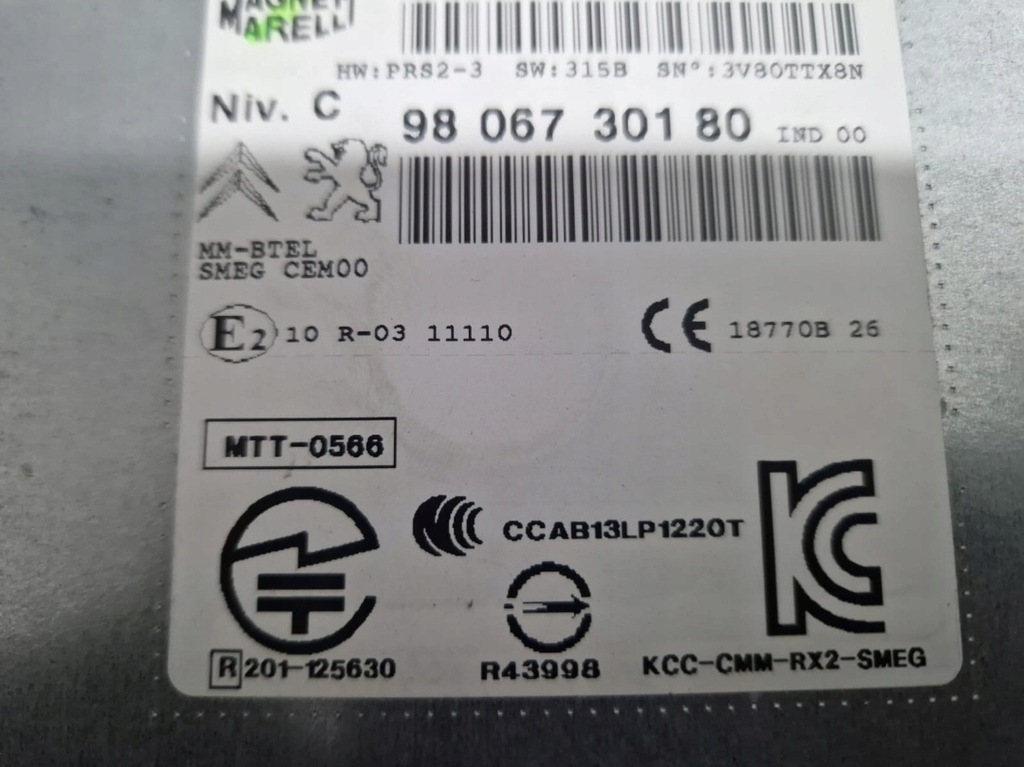 MAGNETI
MARELLI
HW:PRS2-3 SW:315B SN°:3V80TTX8N
Niv. C
98 067 301 80 IND 00
MM-BTEL
SMEG CEM00
E2 10 R-03 11110
CE 18770B 26
MTT-0566
CCAB13LP1220T
R 201-125630
R43998
KCC-CMM-RX2-SMEG